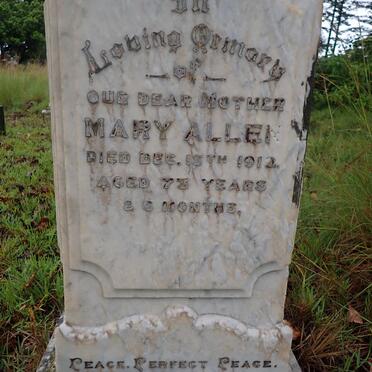 In
Loving Memory
of
OUR DEAR MOTHER
MARY ALLEN
DIED DEC. 13TH 1912.
AGED 73 YEARS
& 6 MONTHS,
PEACE. PERFECT PEACE.